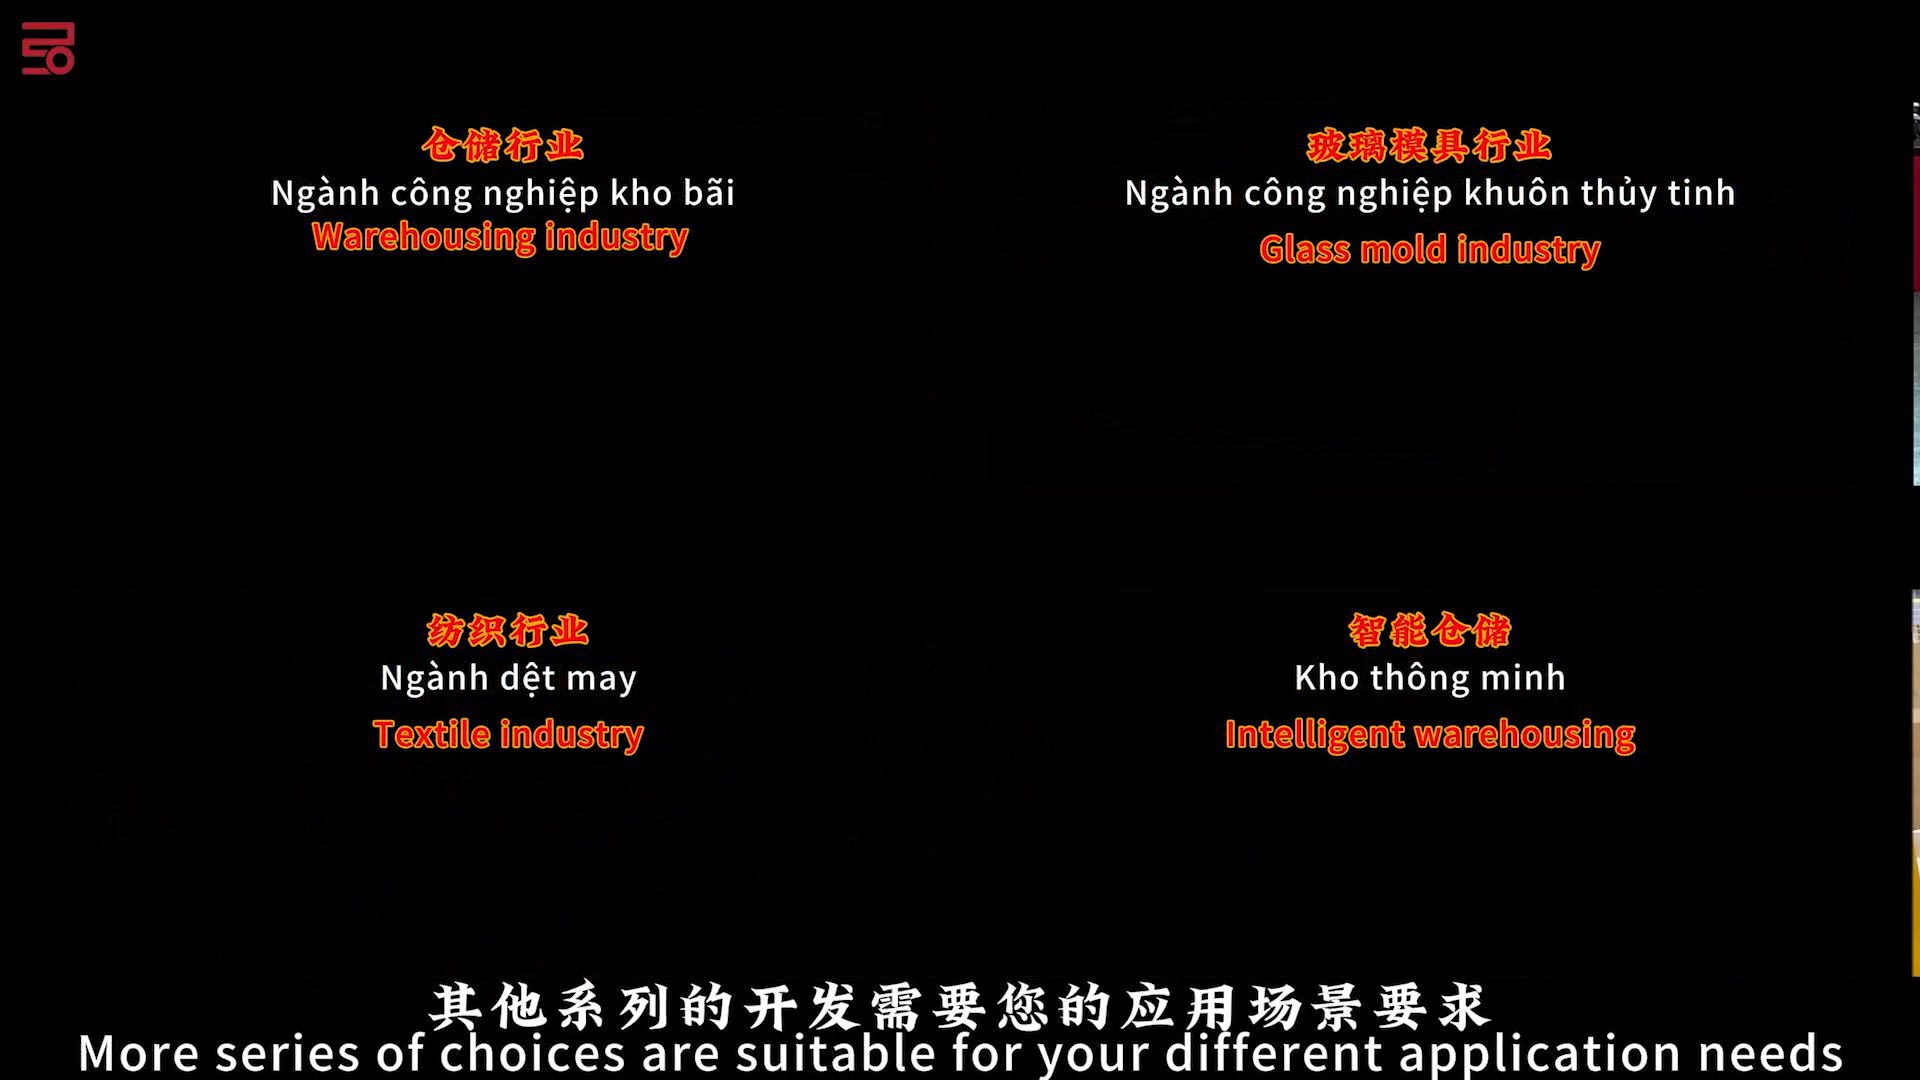 仓储行业
Ngành công nghiệp kho bãi
Warehousing industry
玻璃模具行业
Ngành công nghiệp khuôn thủy tinh
Glass mold industry
纺织行业
Ngành dệt may
Textile industry
智能仓储
Kho thông minh
Intelligent warehousing
其他系列的开发需要您的应用场景要求
More series of choices are suitable for your different application needs